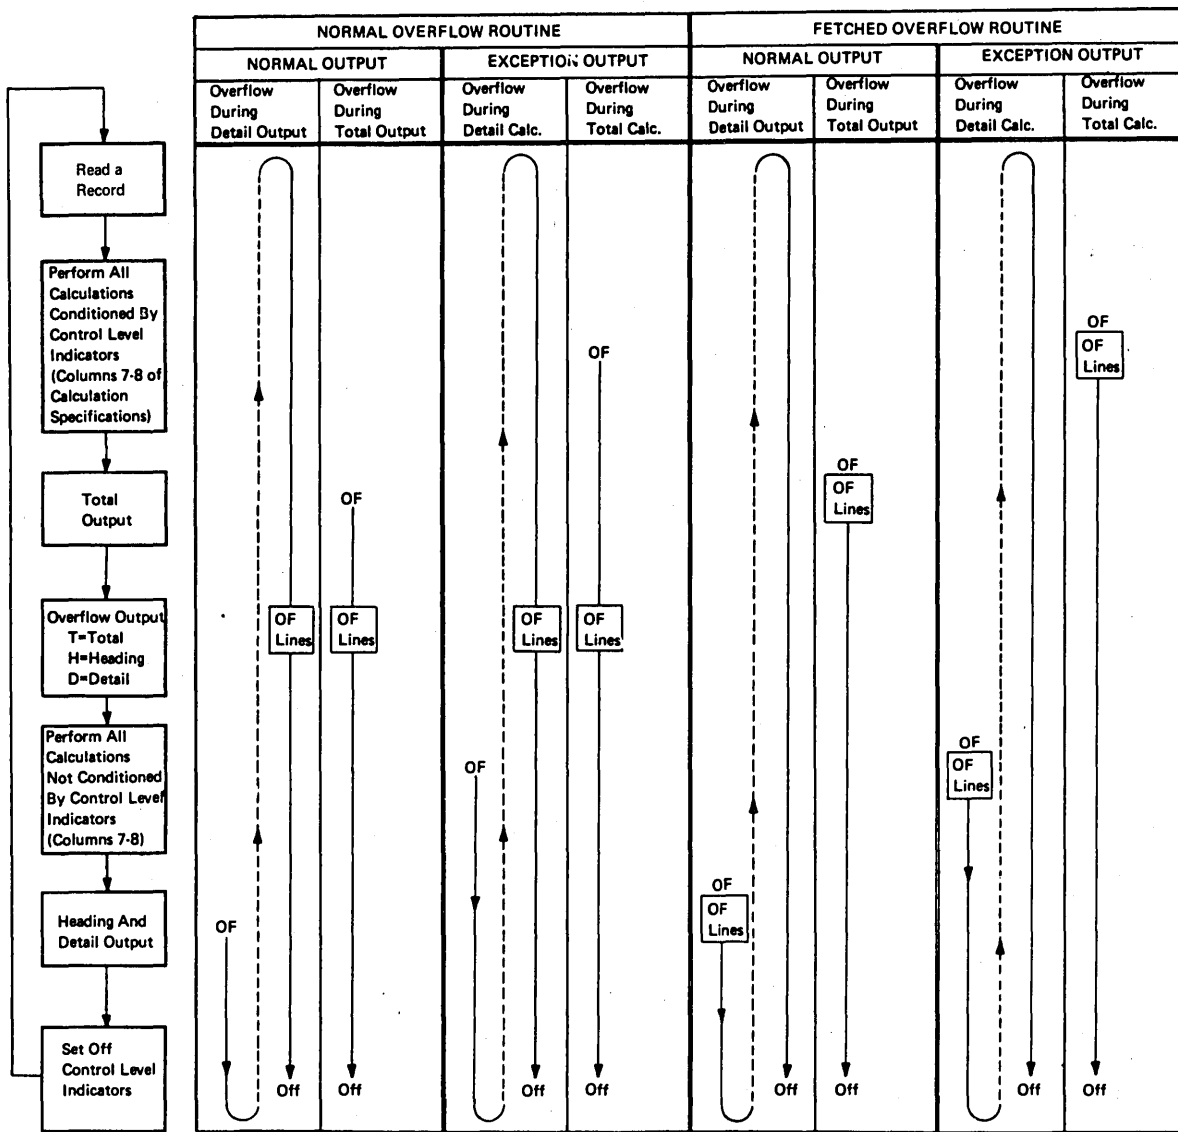 NORMAL OVERFLOW ROUTINE
FETCHED OVERFLOW ROUTINE
NORMAL OUTPUT
EXCEPTION OUTPUT
NORMAL OUTPUT
EXCEPTION OUTPUT
Overflow
During
Detail Output
Overflow
During
Total Output
Overflow
During
Detail Calc.
Overflow
During
Total Calc.
Overflow
During
Detail Output
Overflow
During
Total Output
Overflow
During
Detail Calc.
Overflow
During
Total Calc.
Read a
Record
Perform All
Calculations
Conditioned By
Control Level
Indicators
(Columns 7-8 of
Calculation
Specifications)
Total
Output
Overflow Output
T=Total
H=Heading
D=Detail
Perform All
Calculations
Not Conditioned
By Control Level
Indicators
(Columns 7-8)
Heading And
Detail Output
Set Off
Control Level
Indicators
OF
OF
Lines
Off
OF
OF
Lines
Off
OF
OF
Lines
Off
OF
OF
Lines
Off
OF
OF
Lines
Off
OF
OF
Lines
Off
OF
OF
Lines
Off
OF
OF
Lines
Off